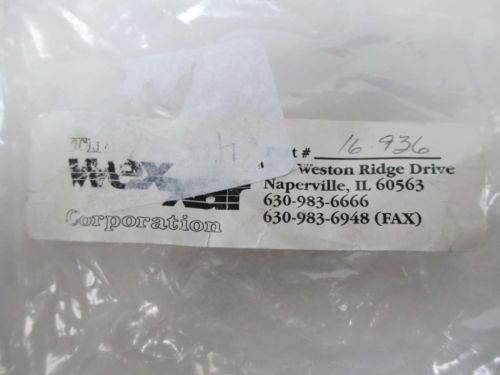 # 16.936
Wex
Weston Ridge Drive
Naperville, IL 60563
630-983-6666
Corporation
630-983-6948 (FAX)